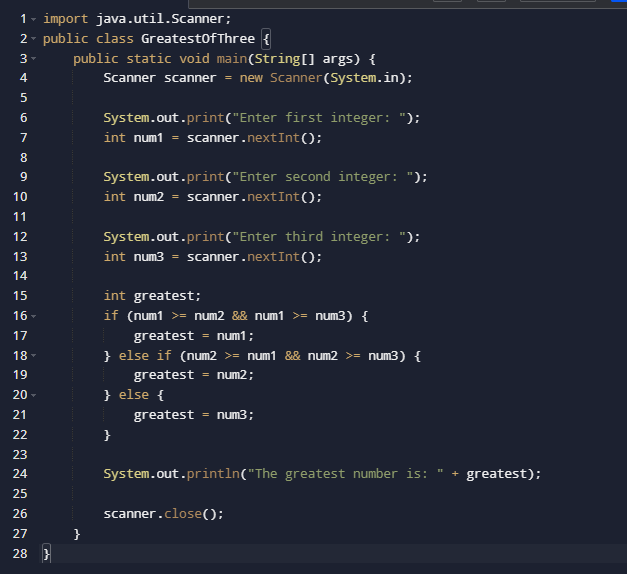 1 import java.util.Scanner;
2 public class GreatestOfThree {
3     public static void main(String[] args) {
4         Scanner scanner = new Scanner(System.in);
5
6         System.out.print("Enter first integer: ");
7         int num1 = scanner.nextInt();
8
9         System.out.print("Enter second integer: ");
10         int num2 = scanner.nextInt();
11
12         System.out.print("Enter third integer: ");
13         int num3 = scanner.nextInt();
14
15         int greatest;
16         if (num1 >= num2 && num1 >= num3) {
17             greatest = num1;
18         } else if (num2 >= num1 && num2 >= num3) {
19             greatest = num2;
20         } else {
21             greatest = num3;
22         }
23
24         System.out.println("The greatest number is: " + greatest);
25
26         scanner.close();
27     }
28 }